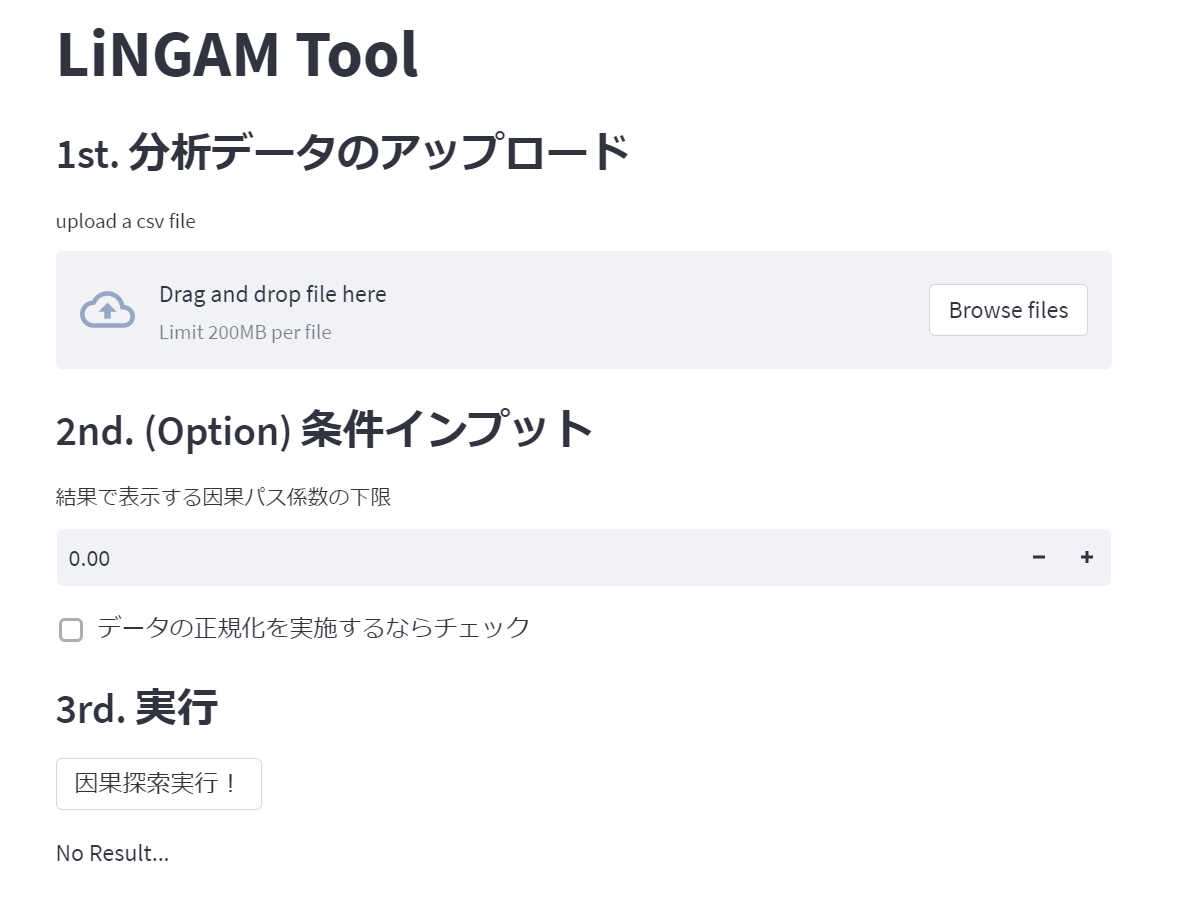 LiNGAM Tool
1st. 分析データのアップロード
upload a csv file
Drag and drop file here
Limit 200MB per file
Browse files
2nd. (Option) 条件インプット
結果で表示する因果パス係数の下限
0.00
データの正規化を実施するならチェック
3rd. 実行
因果探索実行！
No Result...